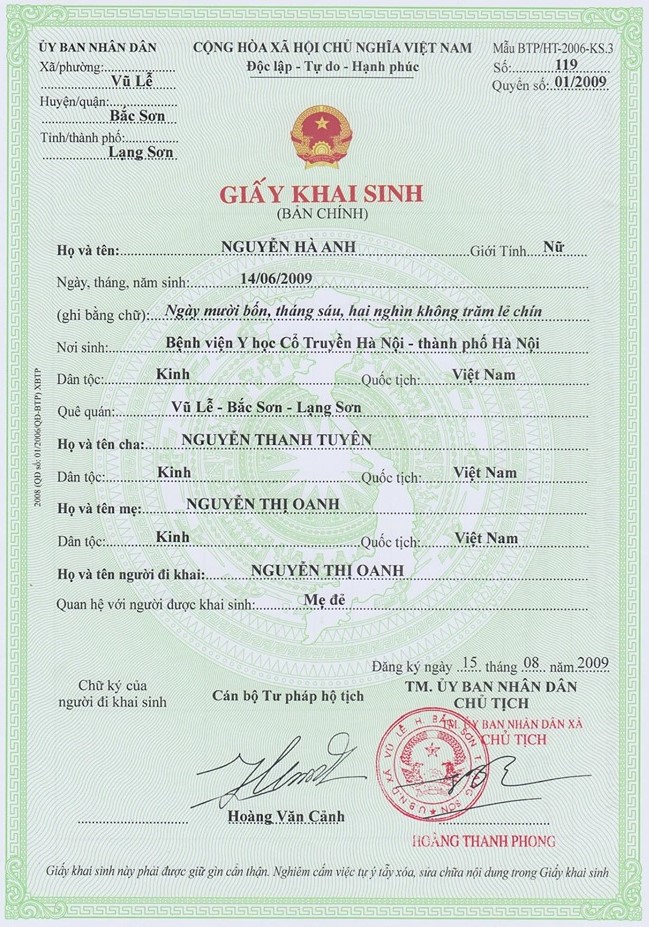 ỦY BAN NHÂN DÂN
Xã/phường:
Vũ Lễ
Huyện/quận:
Bắc Sơn
Tỉnh/thành phố:
Lạng Sơn
CỘNG HÒA XÃ HỘI CHỦ NGHĨA VIỆT NAM
Độc lập - Tự do - Hạnh phúc
Mẫu BTP/HT-2006-KS.3
Số: 119
Quyển số: 01/2009
GIẤY KHAI SINH
(BẢN CHÍNH)
Họ và tên: NGUYỄN HÀ ANH Giới Tính Nữ
Ngày, tháng, năm sinh: 14/06/2009
(ghi bằng chữ): Ngày mười bốn, tháng sáu, hai nghìn không trăm lẻ chín
Nơi sinh: Bệnh viện Y học Cổ Truyền Hà Nội - thành phố Hà Nội
Dân tộc: Kinh Quốc tịch: Việt Nam
Quê quán: Vũ Lễ - Bắc Sơn - Lạng Sơn
Họ và tên cha: NGUYỄN THANH TUYÊN
Dân tộc: Kinh Quốc tịch: Việt Nam
Họ và tên mẹ: NGUYỄN THỊ OANH
Dân tộc: Kinh Quốc tịch: Việt Nam
Họ và tên người đi khai: NGUYỄN THỊ OANH
Quan hệ với người được khai sinh: Mẹ đẻ
2008 (QĐ số: 01/2006/QĐ-BTP) XBTP
Đăng ký ngày 15 tháng 08 năm 2009
Chữ ký của
người đi khai sinh
Cán bộ Tư pháp hộ tịch
Hoàng Văn Cảnh
TM. ỦY BAN NHÂN DÂN
CHỦ TỊCH
TM. ỦY BAN NHÂN DÂN XÃ
CHỦ TỊCH
U.B.N.D XÃ VŨ LỄ H. BẮC SƠN T. LẠNG SƠN
HOÀNG THANH PHONG
Giấy khai sinh này phải được giữ gìn cẩn thận. Nghiêm cấm việc tự ý tẩy xóa, sửa chữa nội dung trong Giấy khai sinh